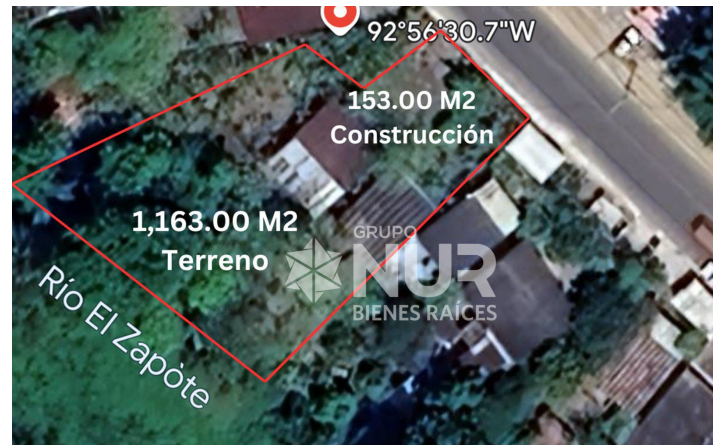 92°56'30.7"W
153.00 M2
Construcción
1,163.00 M2
Terreno
GRUPO
NUR
BIENES RAÍCES
Río El Zapòte